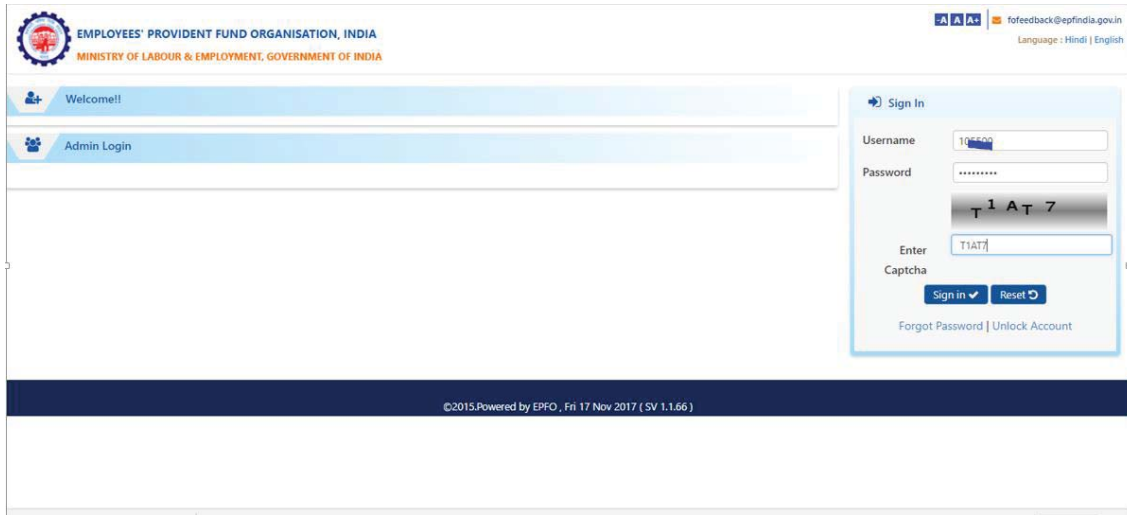 -A A A+ fofeedback@epfindia.gov.in
Language : Hindi | English
EMPLOYEES' PROVIDENT FUND ORGANISATION, INDIA
MINISTRY OF LABOUR & EMPLOYMENT, GOVERNMENT OF INDIA
Welcome!!
Admin Login
Sign In
Username
Password •••••••••
T1AT7
Enter Captcha T1AT7
Sign in Reset
Forgot Password | Unlock Account
©2015.Powered by EPFO , Fri 17 Nov 2017 ( SV 1.1.66 )